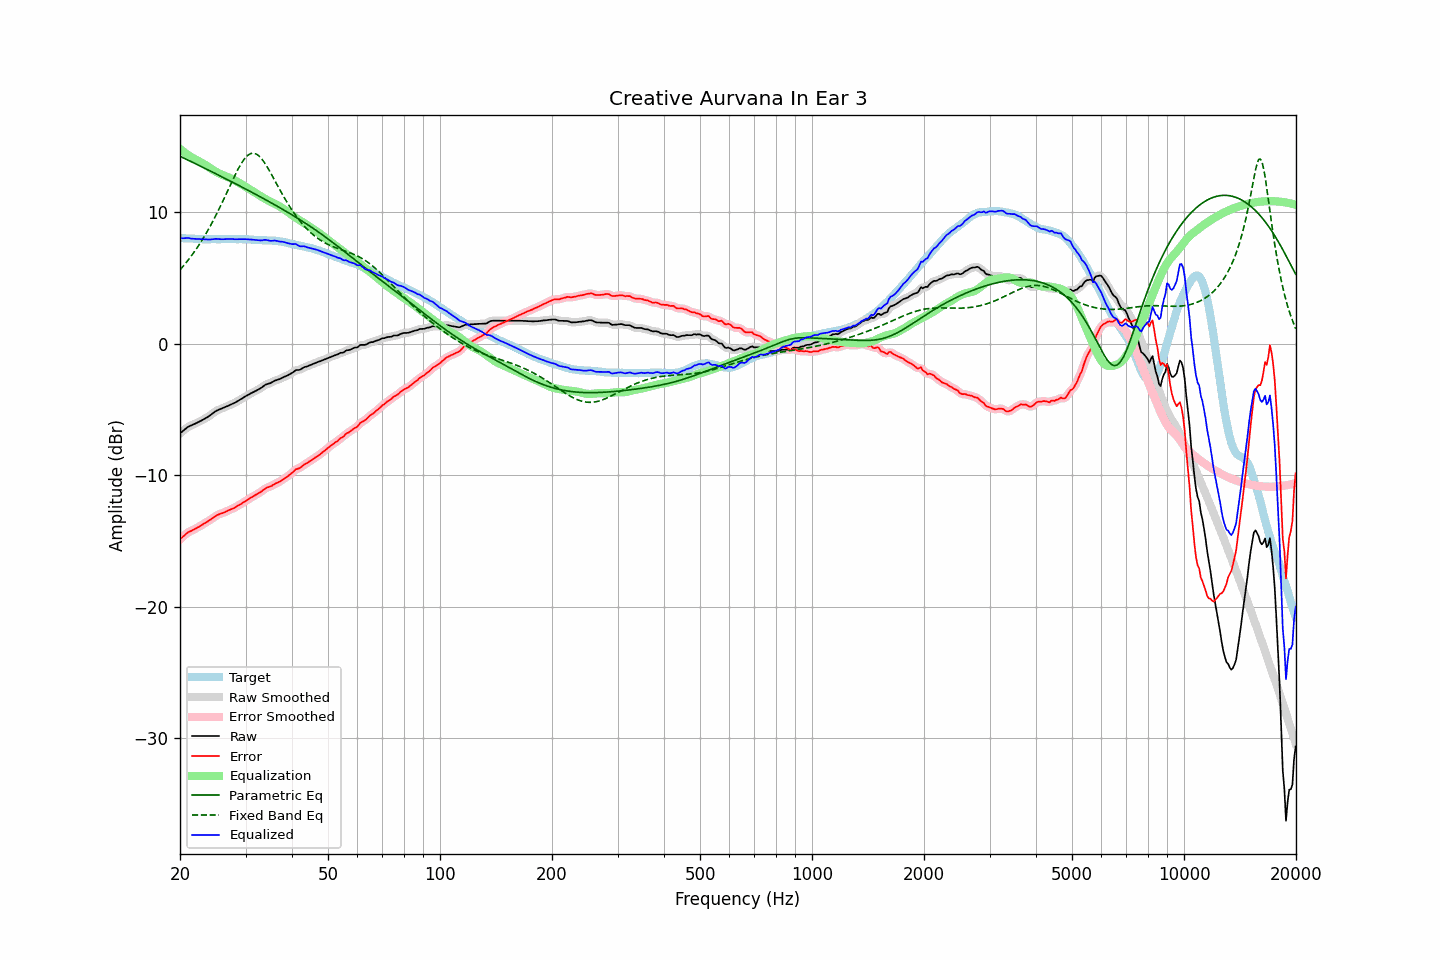 Creative Aurvana In Ear 3
Amplitude (dBr)
10
0
−10
−20
−30
Target
Raw Smoothed
Error Smoothed
Raw
Error
Equalization
Parametric Eq
Fixed Band Eq
Equalized
20 50 100 200 500 1000 2000 5000 10000 20000
Frequency (Hz)